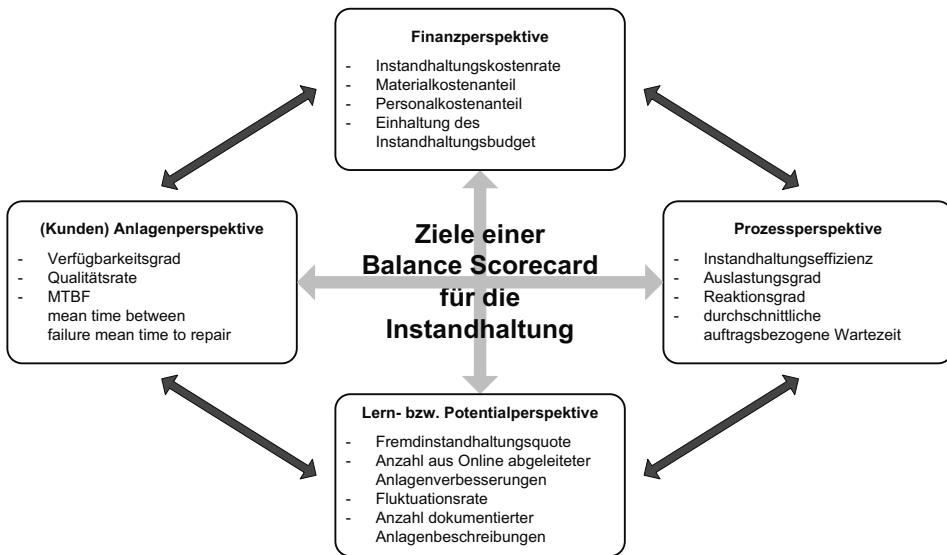 Finanzperspektive
- Instandhaltungskostenrate
- Materialkostenanteil
- Personalkostenanteil
- Einhaltung des
Instandhaltungsbudget
(Kunden) Anlagenperspektive
- Verfügbarkeitsgrad
- Qualitätsrate
- MTBF
mean time between
failure mean time to repair
Ziele einer
Balance Scorecard
für die
Instandhaltung
Prozessperspektive
- Instandhaltungseffizienz
- Auslastungsgrad
- Reaktionsgrad
- durchschnittliche
auftragsbezogene Wartezeit
Lern- bzw. Potentialperspektive
- Fremdinstandhaltungsquote
- Anzahl aus Online abgeleiteter
Anlagenverbesserungen
- Fluktuationsrate
- Anzahl dokumentierter
Anlagenbeschreibungen